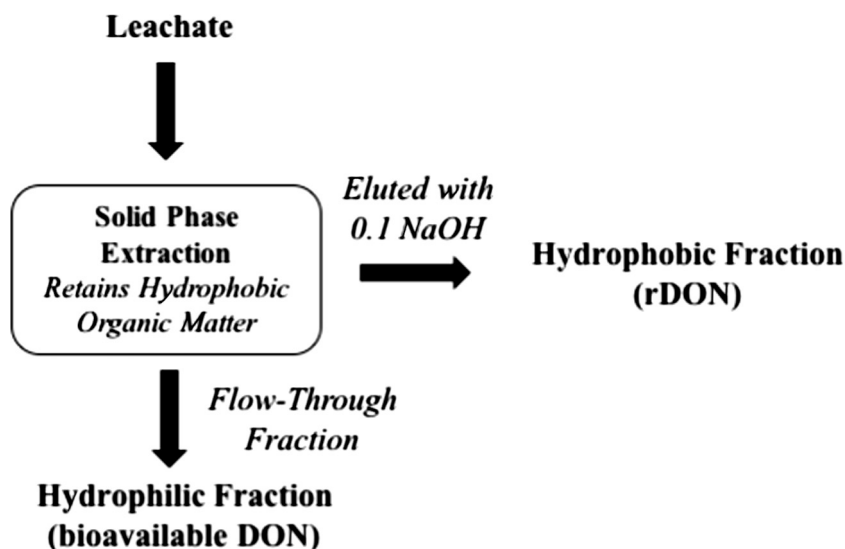 Leachate
Solid Phase
Extraction
Retains Hydrophobic
Organic Matter
Eluted with
0.1 NaOH
Hydrophobic Fraction
(rDON)
Flow-Through
Fraction
Hydrophilic Fraction
(bioavailable DON)